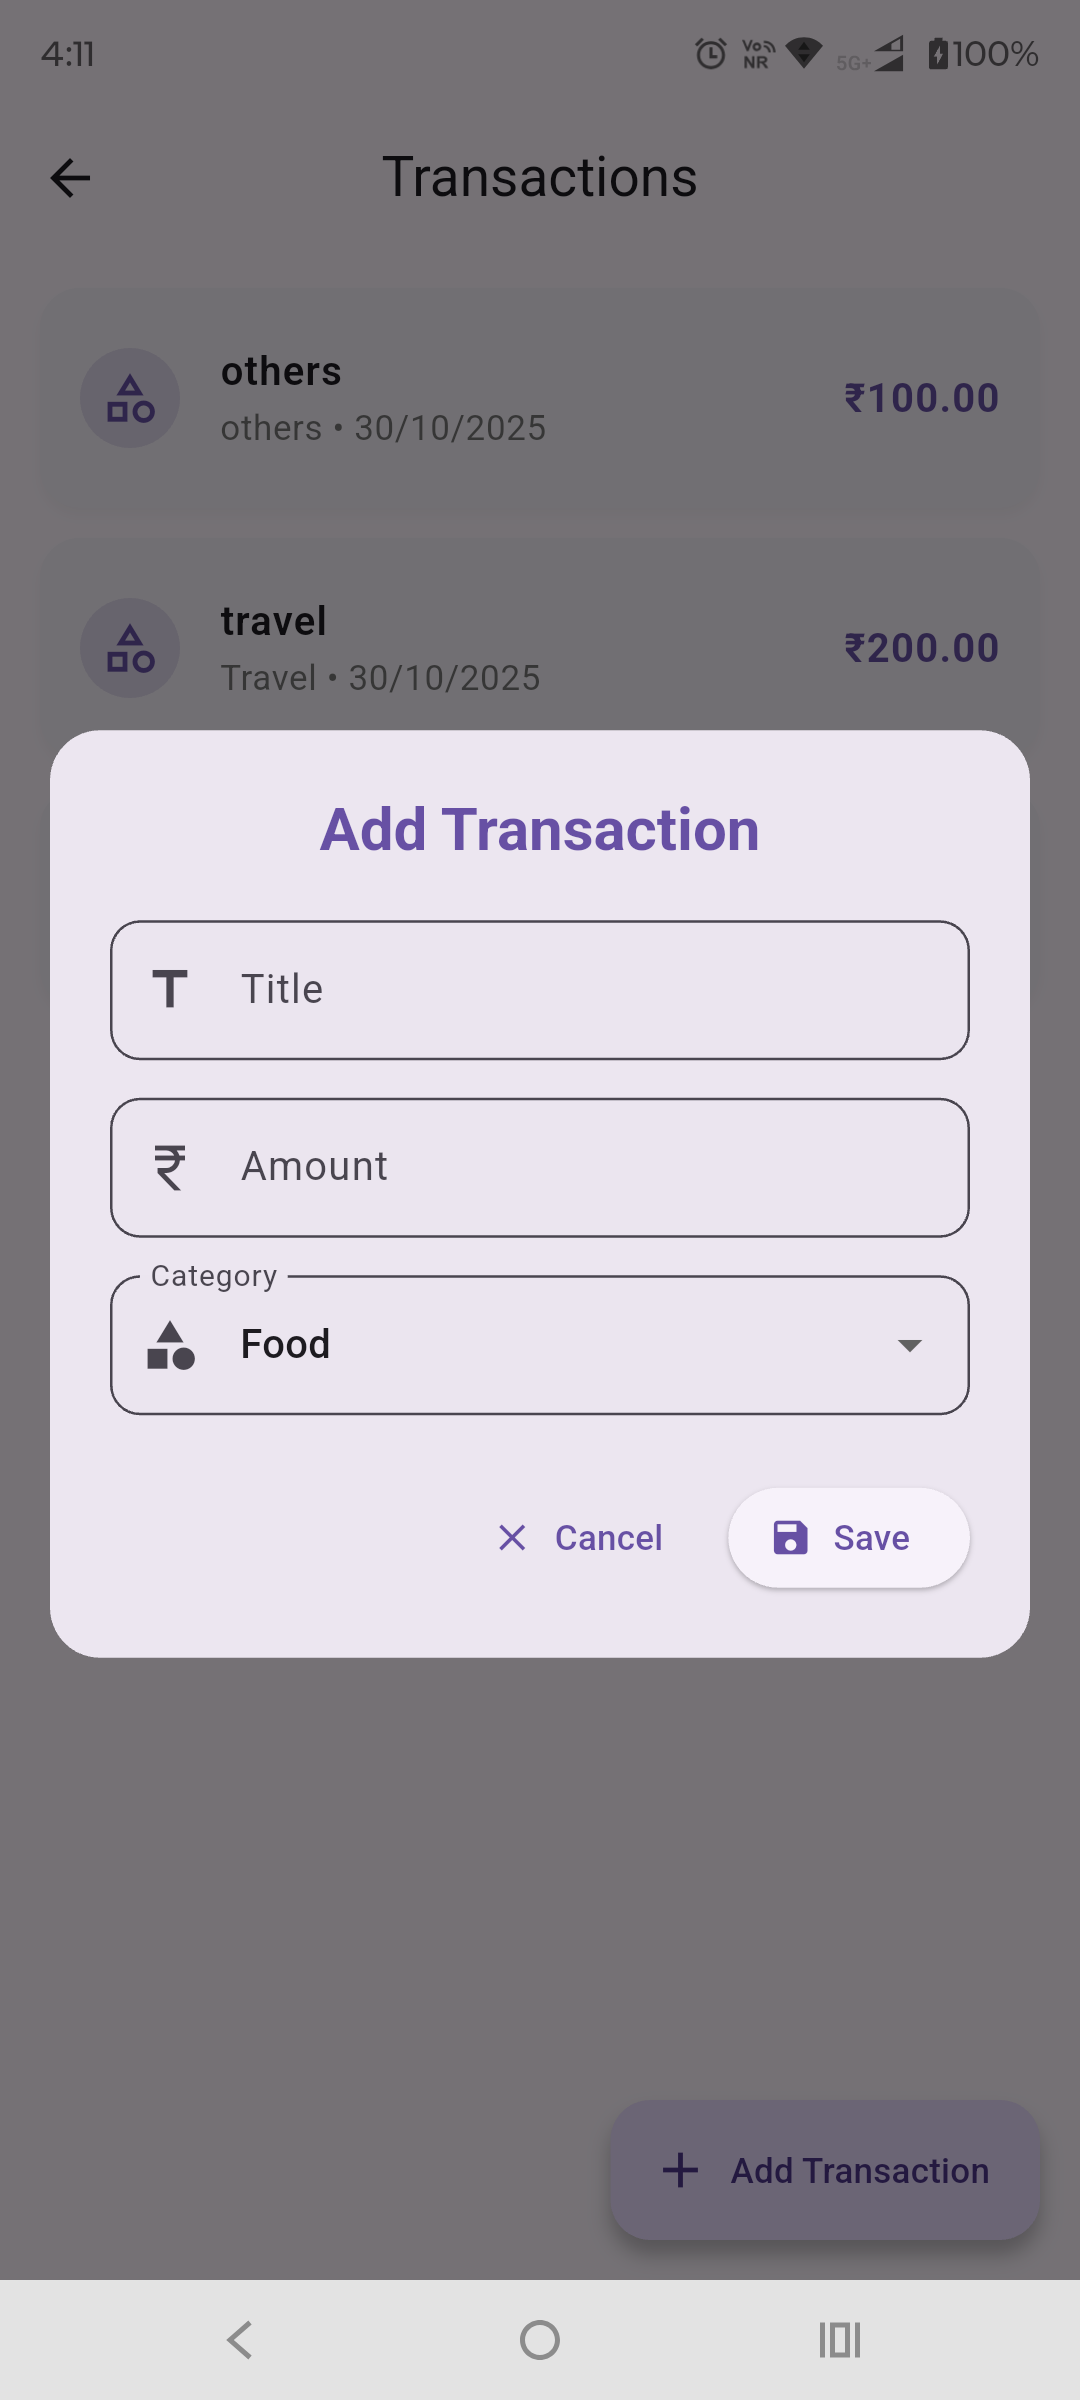 4:11
Vo NR 5G+ 100%
Transactions
others
others • 30/10/2025
₹100.00
travel
Travel • 30/10/2025
₹200.00
Add Transaction
Title
₹ Amount
Category
Food
Cancel
Save
Add Transaction